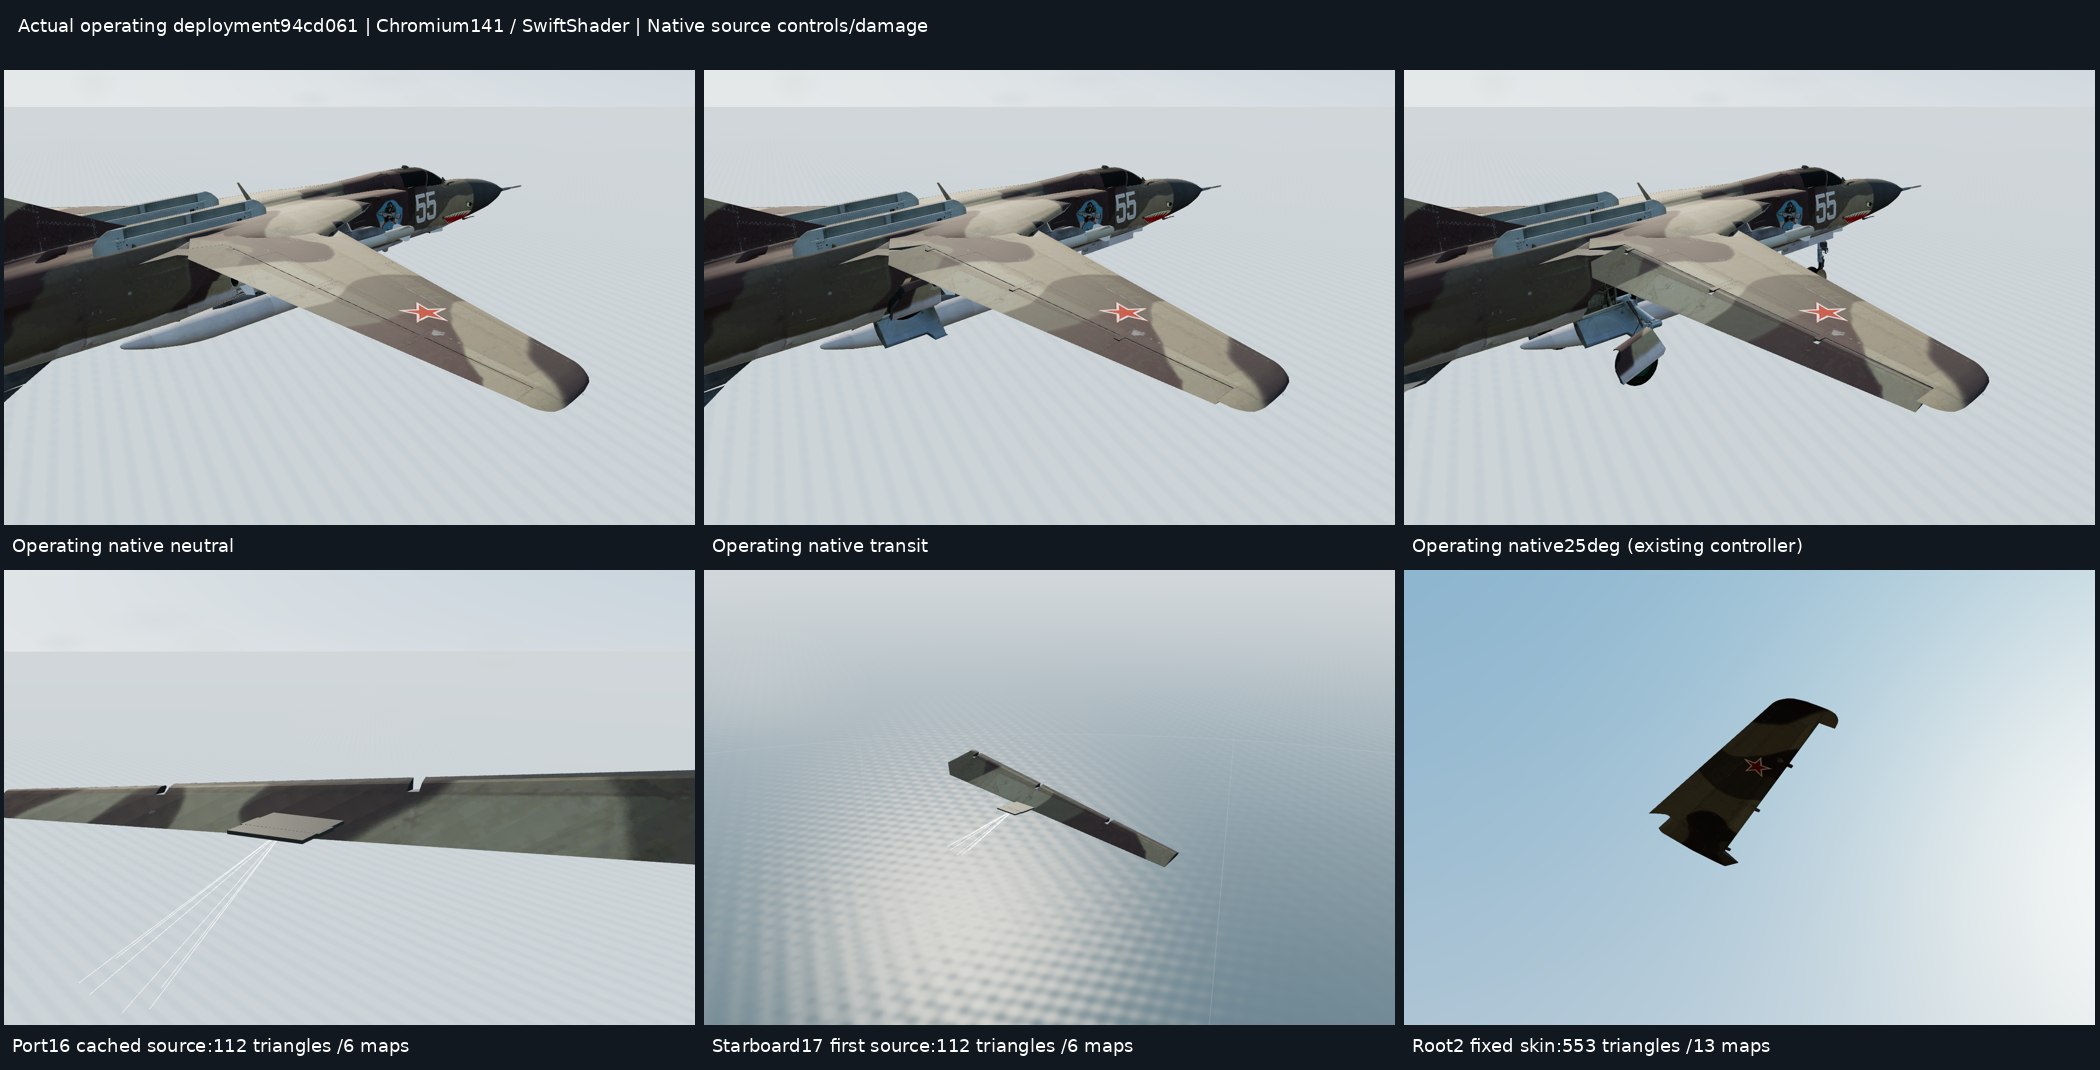 Actual operating deployment94cd061 | Chromium141 / SwiftShader | Native source controls/damage
55
55
55
Operating native neutral
Operating native transit
Operating native25deg (existing controller)
Port16 cached source:112 triangles /6 maps
Starboard17 first source:112 triangles /6 maps
Root2 fixed skin:553 triangles /13 maps